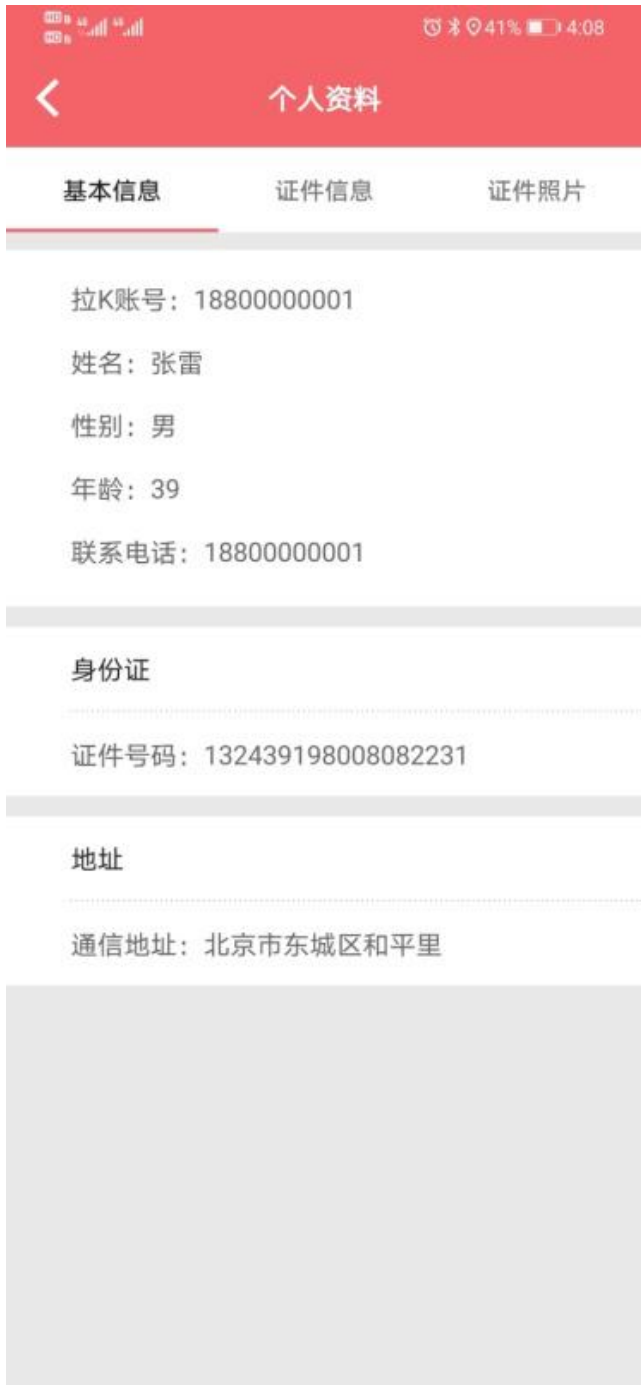 41% 4:08
个人资料
基本信息 证件信息 证件照片
拉K账号：18800000001
姓名：张雷
性别：男
年龄：39
联系电话：18800000001
身份证
证件号码：132439198008082231
地址
通信地址：北京市东城区和平里